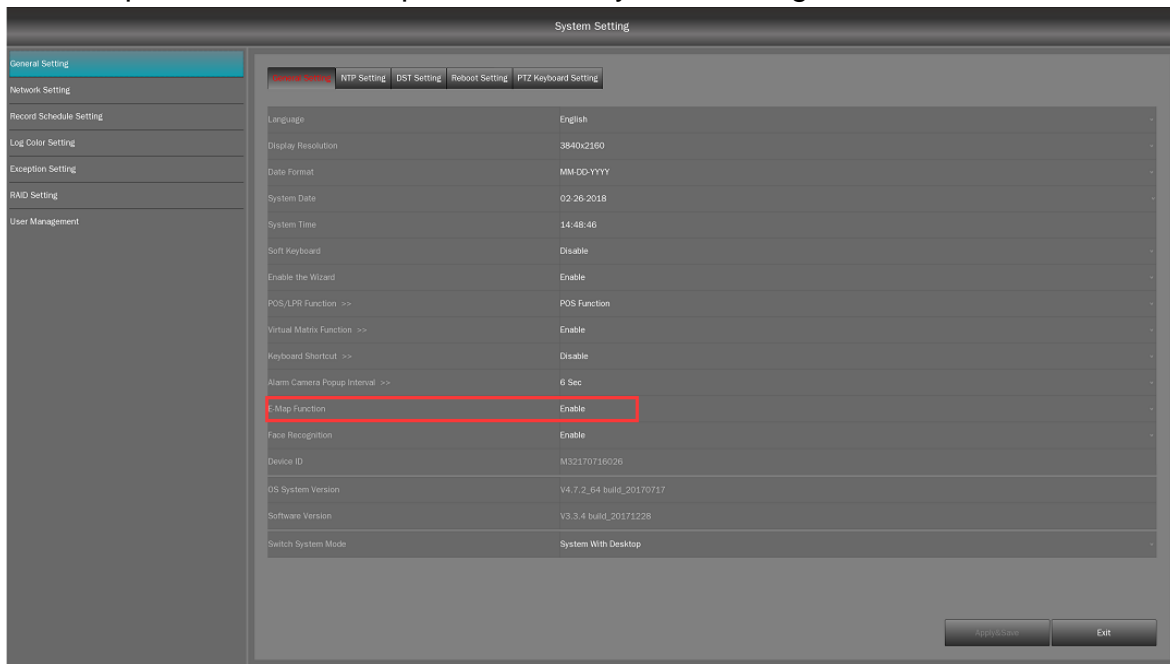 System Setting
General Setting
Network Setting
Record Schedule Setting
Log Color Setting
Exception Setting
RAID Setting
User Management
General Setting NTP Setting DST Setting Reboot Setting PTZ Keyboard Setting
Language English
Display Resolution 3840x2160
Date Format MM-DD-YYYY
System Date 02-26-2018
System Time 14:48:46
Soft Keyboard Disable
Enable the Wizard Enable
POS/LPR Function >> POS Function
Virtual Matrix Function >> Enable
Keyboard Shortcut >> Disable
Alarm Camera Popup Interval >> 6 Sec
E-Map Function Enable
Face Recognition Enable
Device ID M32170716026
OS System Version V4.7.2_64 build_20170717
Software Version V3.3.4 build_20171228
Switch System Mode System With Desktop
Apply&Save Exit